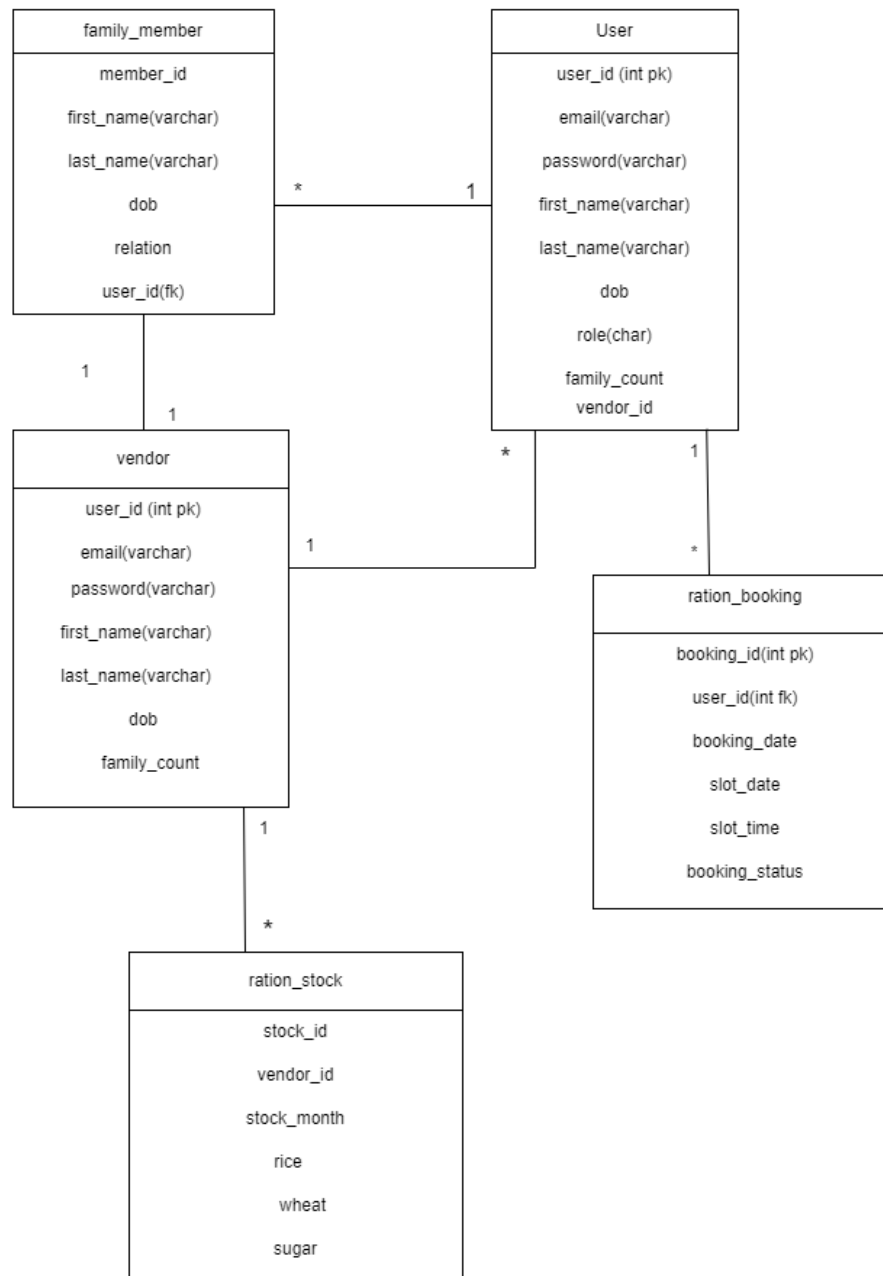 family_member
member_id
first_name(varchar)
last_name(varchar)
dob
relation
user_id(fk)
*
1
User
user_id (int pk)
email(varchar)
password(varchar)
first_name(varchar)
last_name(varchar)
dob
role(char)
family_count
vendor_id
1
1
*
1
1
*
vendor
user_id (int pk)
email(varchar)
password(varchar)
first_name(varchar)
last_name(varchar)
dob
family_count
ration_booking
booking_id(int pk)
user_id(int fk)
booking_date
slot_date
slot_time
booking_status
1
*
ration_stock
stock_id
vendor_id
stock_month
rice
wheat
sugar